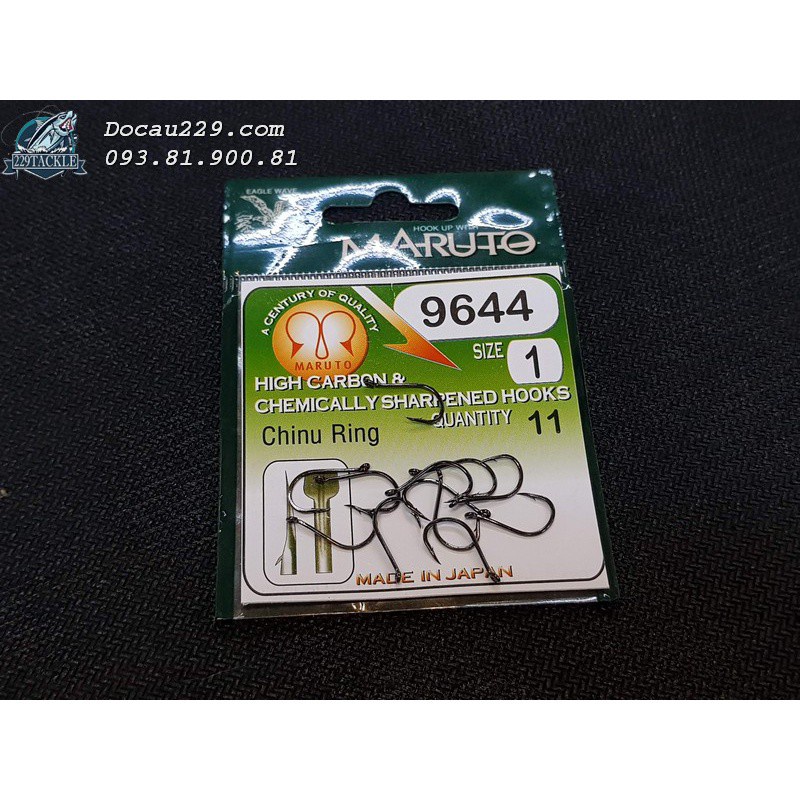 Docau229.com
093.81.900.81
229TACKLE
EAGLE WAVE
HOOK UP WITH
MARUTO
A CENTURY OF QUALITY
9644
MARUTO
SIZE 1
HIGH CARBON &
CHEMICALLY SHARPENED HOOKS
QUANTITY 11
Chinu Ring
MADE IN JAPAN